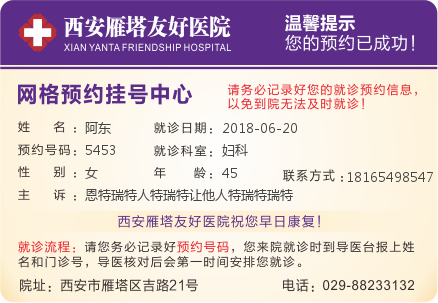 西安雁塔友好医院
XIAN YANTA FRIENDSHIP HOSPITAL
温馨提示
您的预约已成功！
网格预约挂号中心
请务必记录好您的就诊预约信息，
以免到院无法及时就诊！
姓 名：阿东 就诊日期：2018-06-20
预约号码：5453 就诊科室：妇科
性 别：女 年 龄：45 联系方式：18165498547
主 诉：恩特瑞特人特瑞特让他人特瑞特瑞特
西安雁塔友好医院祝您早日康复！
就诊流程：请您务必记录好预约号码，您来院就诊时到导医台报上姓
名和门诊号，导医核对后会第一时间安排您就诊。
院址：西安市雁塔区吉路21号 电话：029-88233132